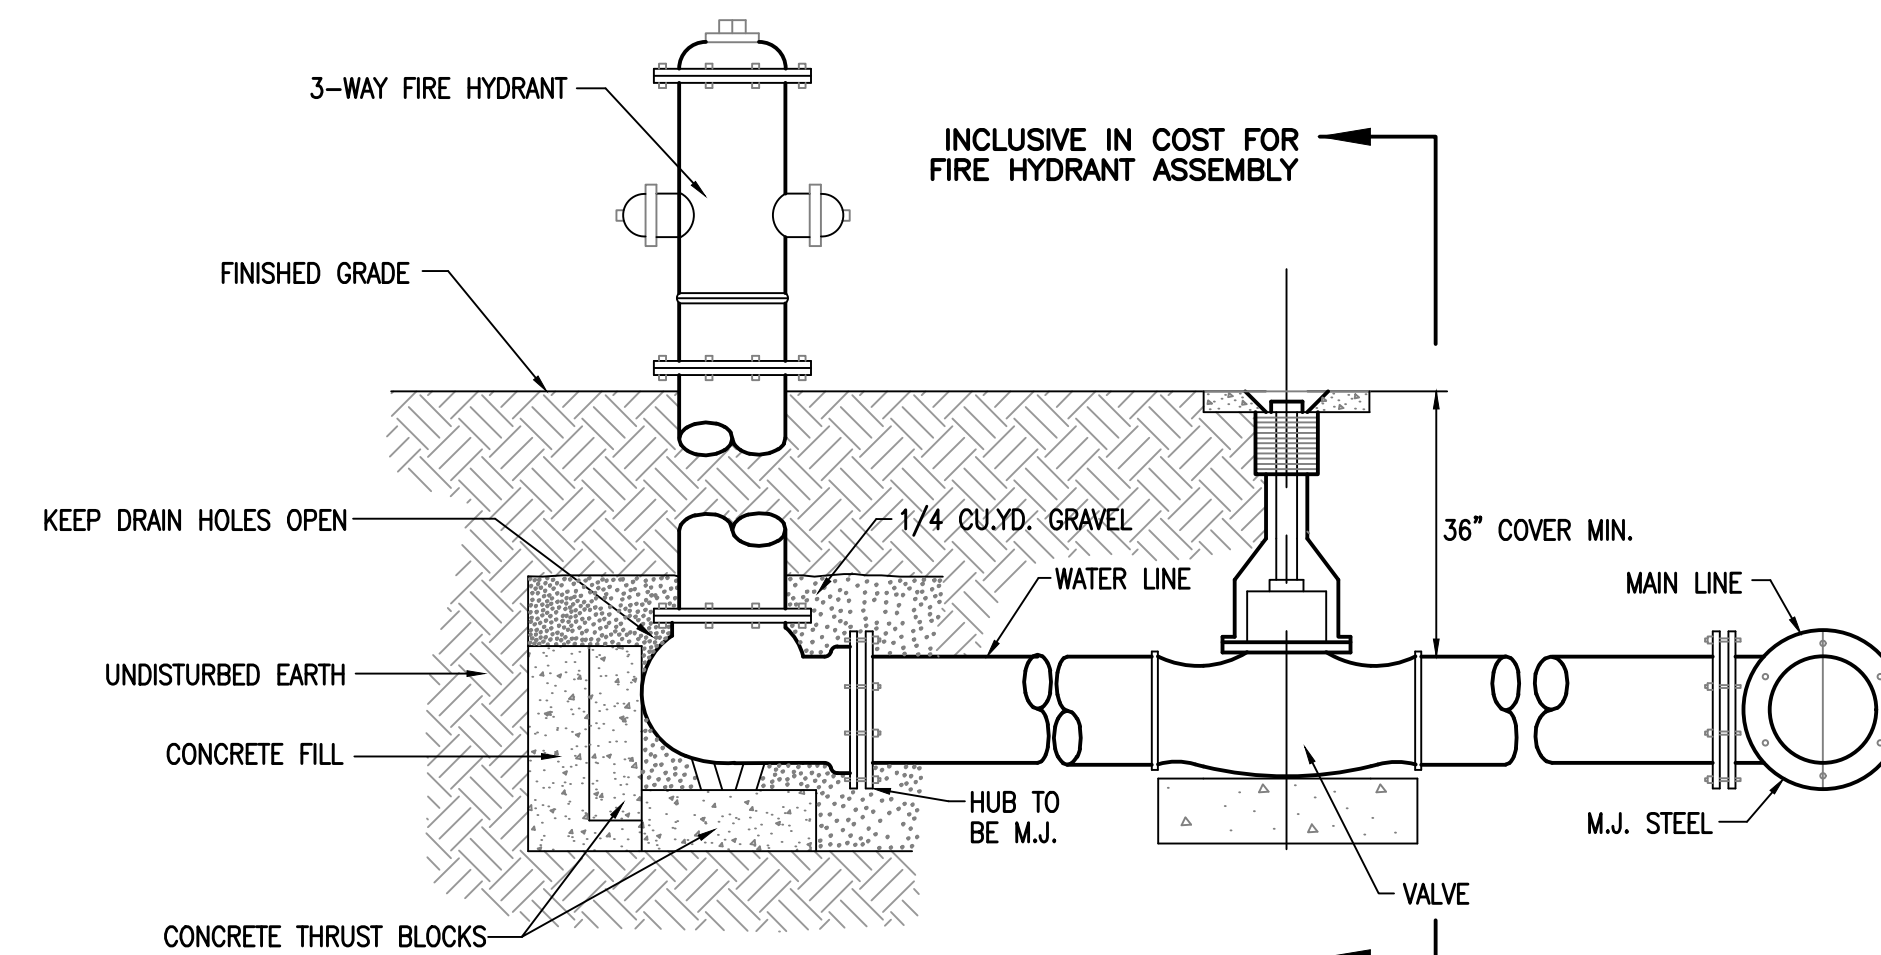 3-WAY FIRE HYDRANT
INCLUSIVE IN COST FOR
FIRE HYDRANT ASSEMBLY
FINISHED GRADE
KEEP DRAIN HOLES OPEN
1/4 CU.YD. GRAVEL
36" COVER MIN.
WATER LINE
MAIN LINE
UNDISTURBED EARTH
CONCRETE FILL
HUB TO
BE M.J.
M.J. STEEL
VALVE
CONCRETE THRUST BLOCKS